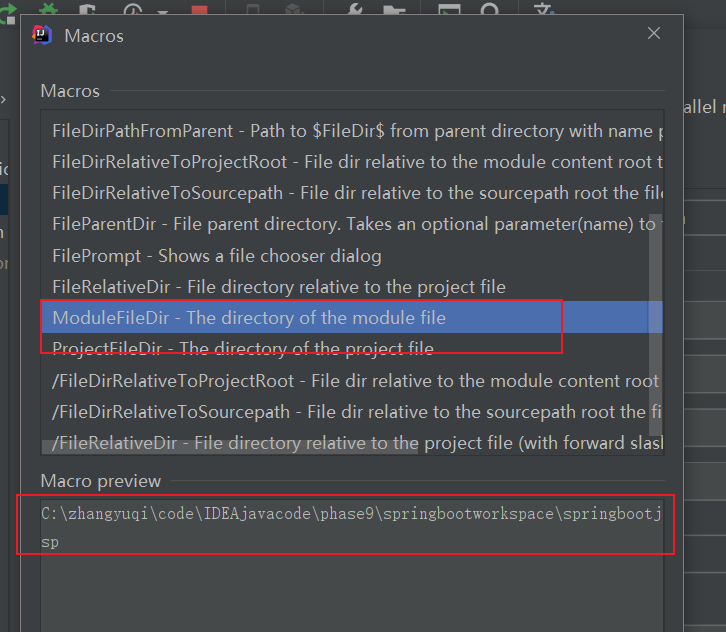 Macros
Macros
FileDirPathFromParent - Path to $FileDir$ from parent directory with name
FileDirRelativeToProjectRoot - File dir relative to the module content root
FileDirRelativeToSourcepath - File dir relative to the sourcepath root the
FileParentDir - File parent directory. Takes an optional parameter(name) to
FilePrompt - Shows a file chooser dialog
FileRelativeDir - File directory relative to the project file
ModuleFileDir - The directory of the module file
ProjectFileDir - The directory of the project file
/FileDirRelativeToProjectRoot - File dir relative to the module content root
/FileDirRelativeToSourcepath - File dir relative to the sourcepath root the
/FileRelativeDir - File directory relative to the project file (with forward
Macro preview
C:\zhangyuqi\code\IDEAjavacode\phase9\springbootworkspace\springbootj
sp